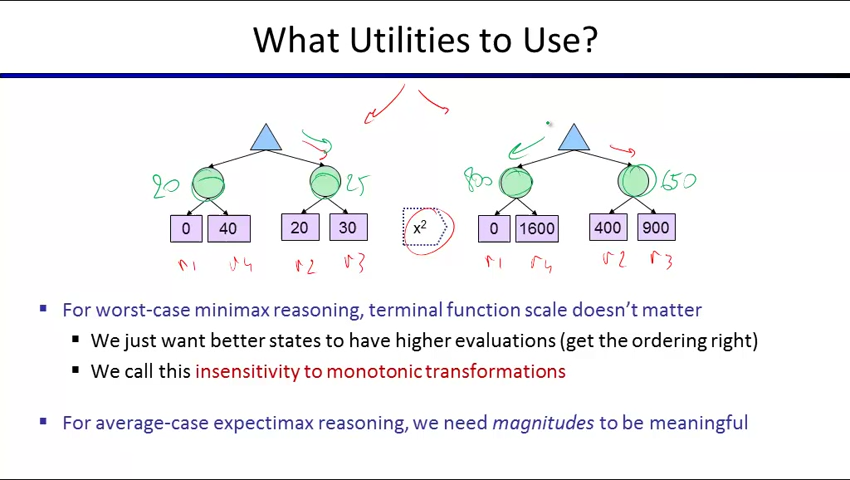 What Utilities to Use?
20 25 800 650
0 40 20 30 x² 0 1600 400 900
r1 r4 r2 r3 r1 r4 r2 r3
For worst-case minimax reasoning, terminal function scale doesn't matter
We just want better states to have higher evaluations (get the ordering right)
We call this insensitivity to monotonic transformations
For average-case expectimax reasoning, we need magnitudes to be meaningful